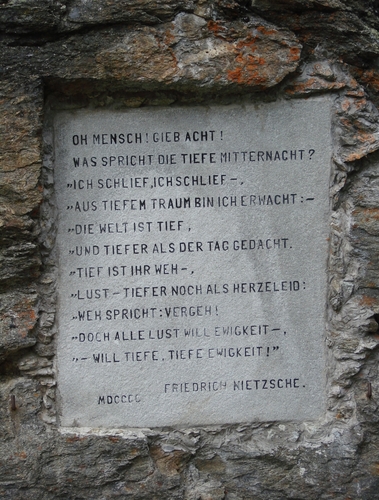 OH MENSCH! GIEB ACHT!
WAS SPRICHT DIE TIEFE MITTERNACHT?
„ICH SCHLIEF, ICH SCHLIEF –,
„AUS TIEFEM TRAUM BIN ICH ERWACHT: –
„DIE WELT IST TIEF,
„UND TIEFER ALS DER TAG GEDACHT.
„TIEF IST IHR WEH –,
„LUST – TIEFER NOCH ALS HERZELEID:
„WEH SPRICHT: VERGEH!
„DOCH ALLE LUST WILL EWIGKEIT –,
„– WILL TIEFE, TIEFE EWIGKEIT!"
FRIEDRICH NIETZSCHE.
MDCCCC